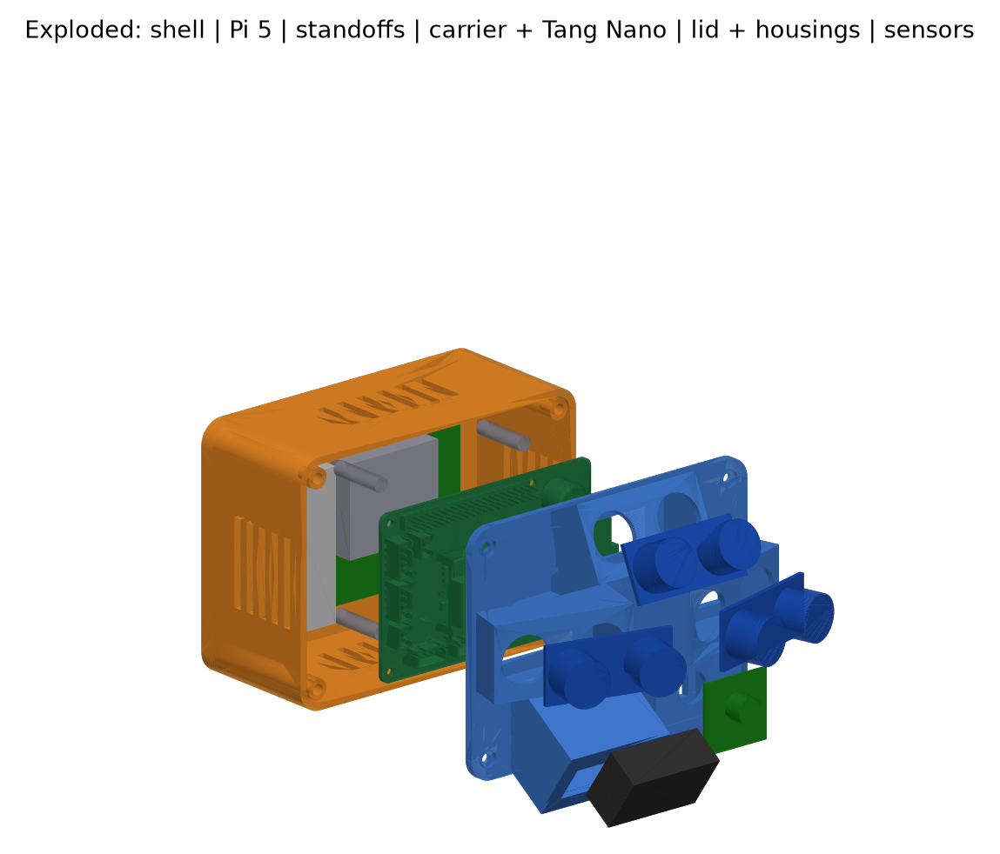 Exploded: shell | Pi 5 | standoffs | carrier + Tang Nano | lid + housings | sensors